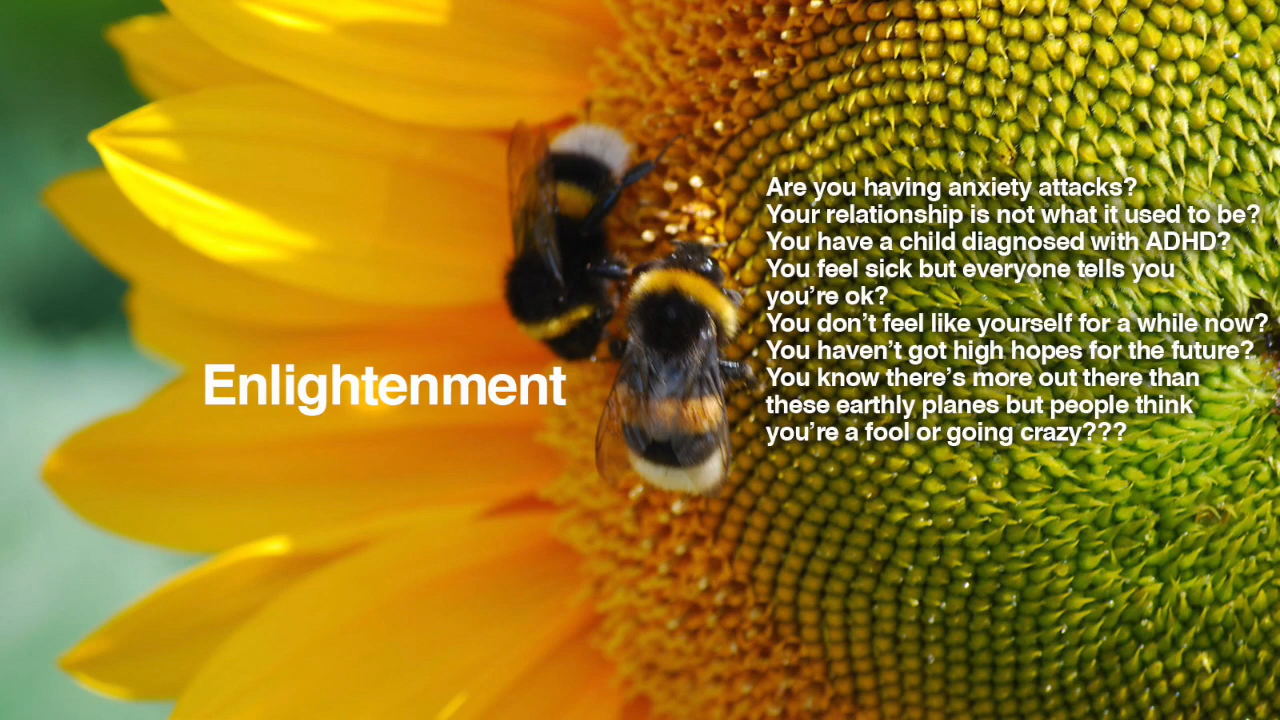 Enlightenment
Are you having anxiety attacks?
Your relationship is not what it used to be?
You have a child diagnosed with ADHD?
You feel sick but everyone tells you
you’re ok?
You don’t feel like yourself for a while now?
You haven’t got high hopes for the future?
You know there’s more out there than
these earthly planes but people think
you’re a fool or going crazy???